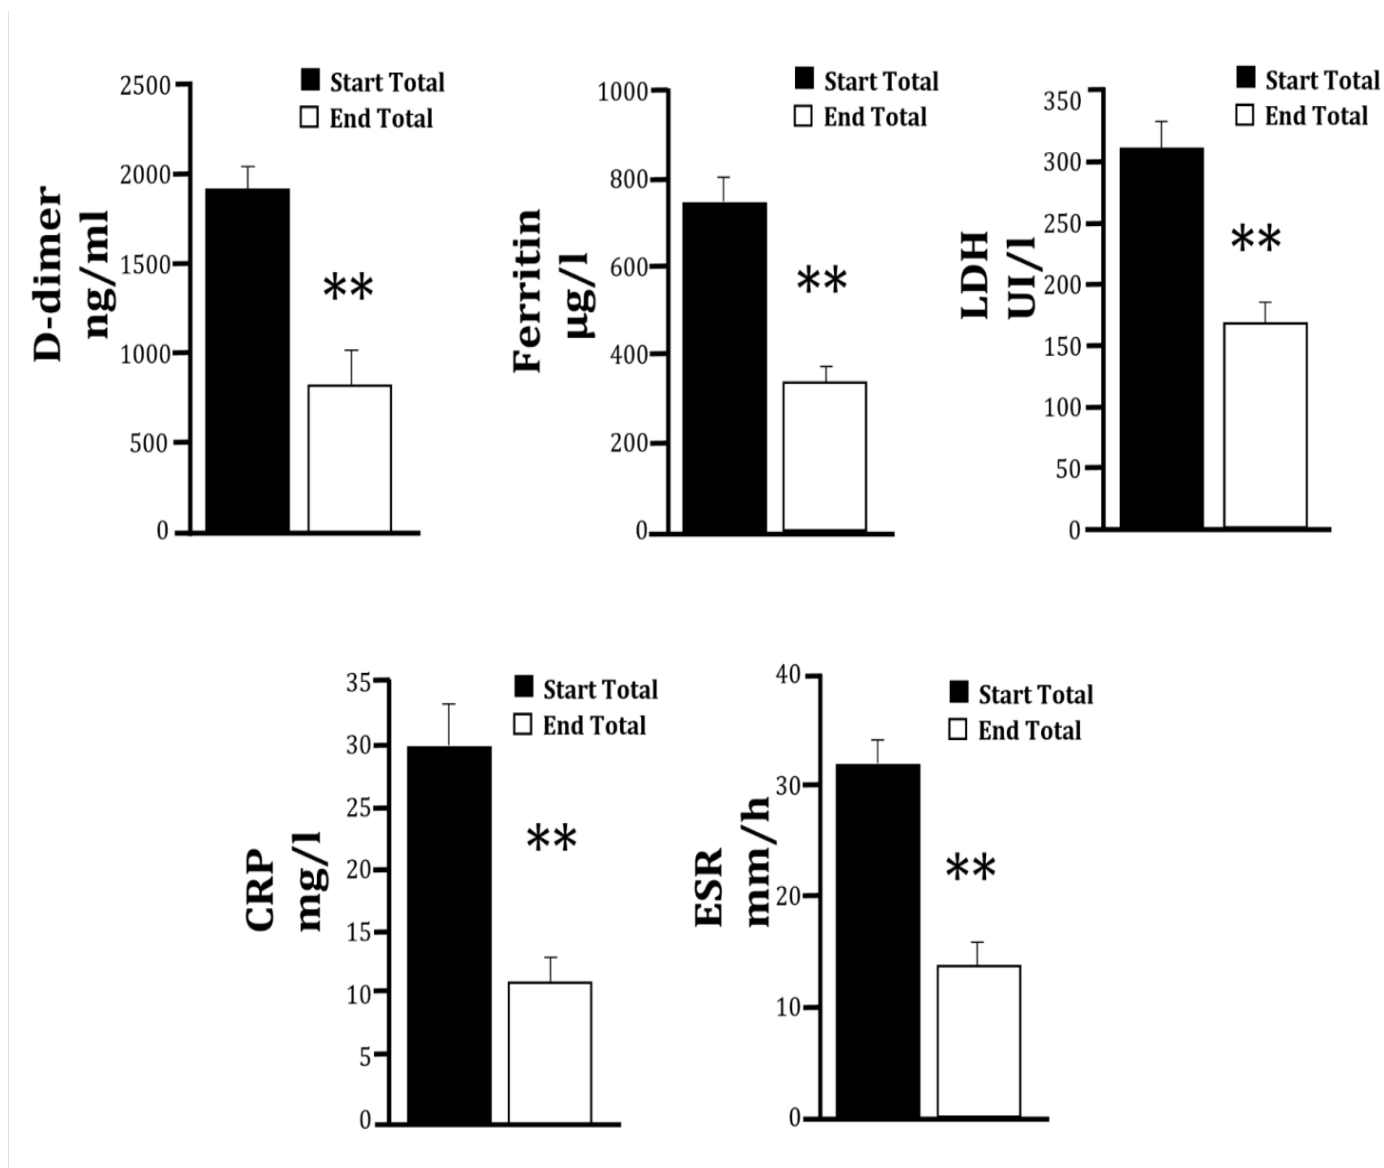 Start Total
End Total
2500
2000
1500
1000
500
0
D-dimer
ng/ml
**
Start Total
End Total
1000
800
600
400
200
0
Ferritin
µg/l
**
Start Total
End Total
350
300
250
200
150
100
50
0
LDH
UI/l
**
Start Total
End Total
35
30
25
20
15
10
5
0
CRP
mg/l
**
Start Total
End Total
40
30
20
10
0
ESR
mm/h
**